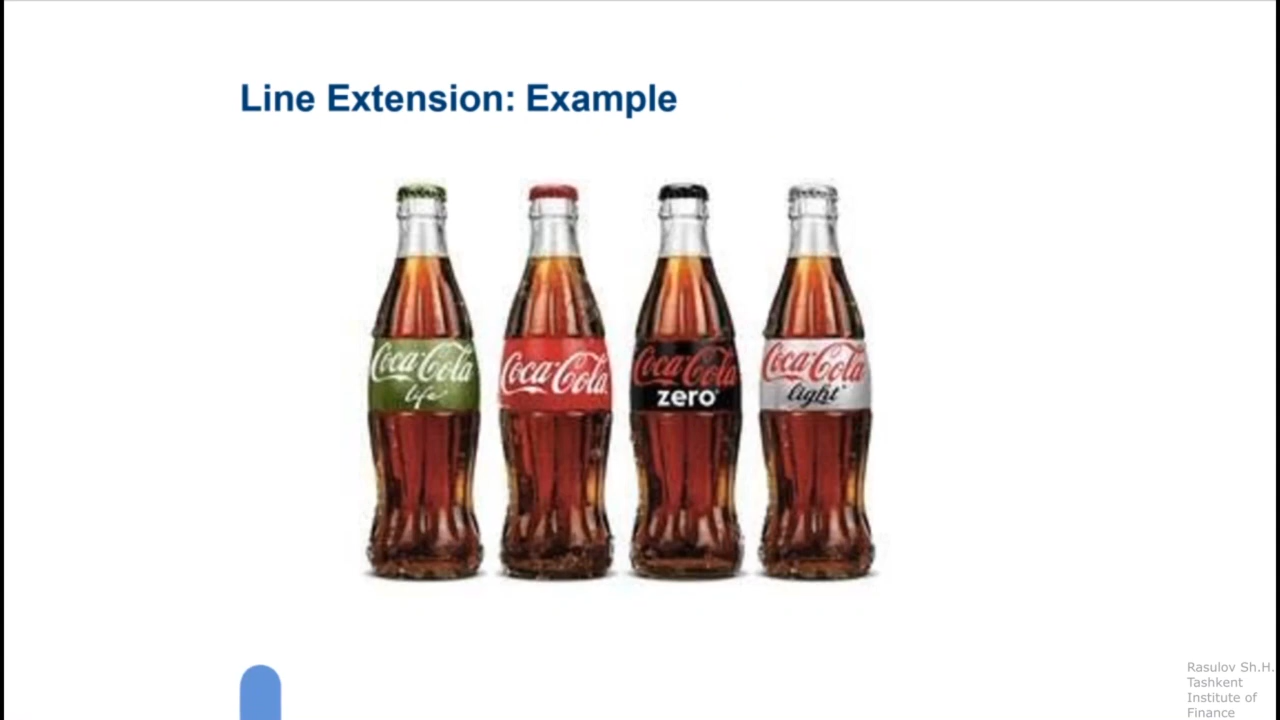 Line Extension: Example
Coca-Cola
life
Coca-Cola
Coca-Cola
zero
Coca-Cola
light
Rasulov Sh.H.
Tashkent
Institute of
Finance